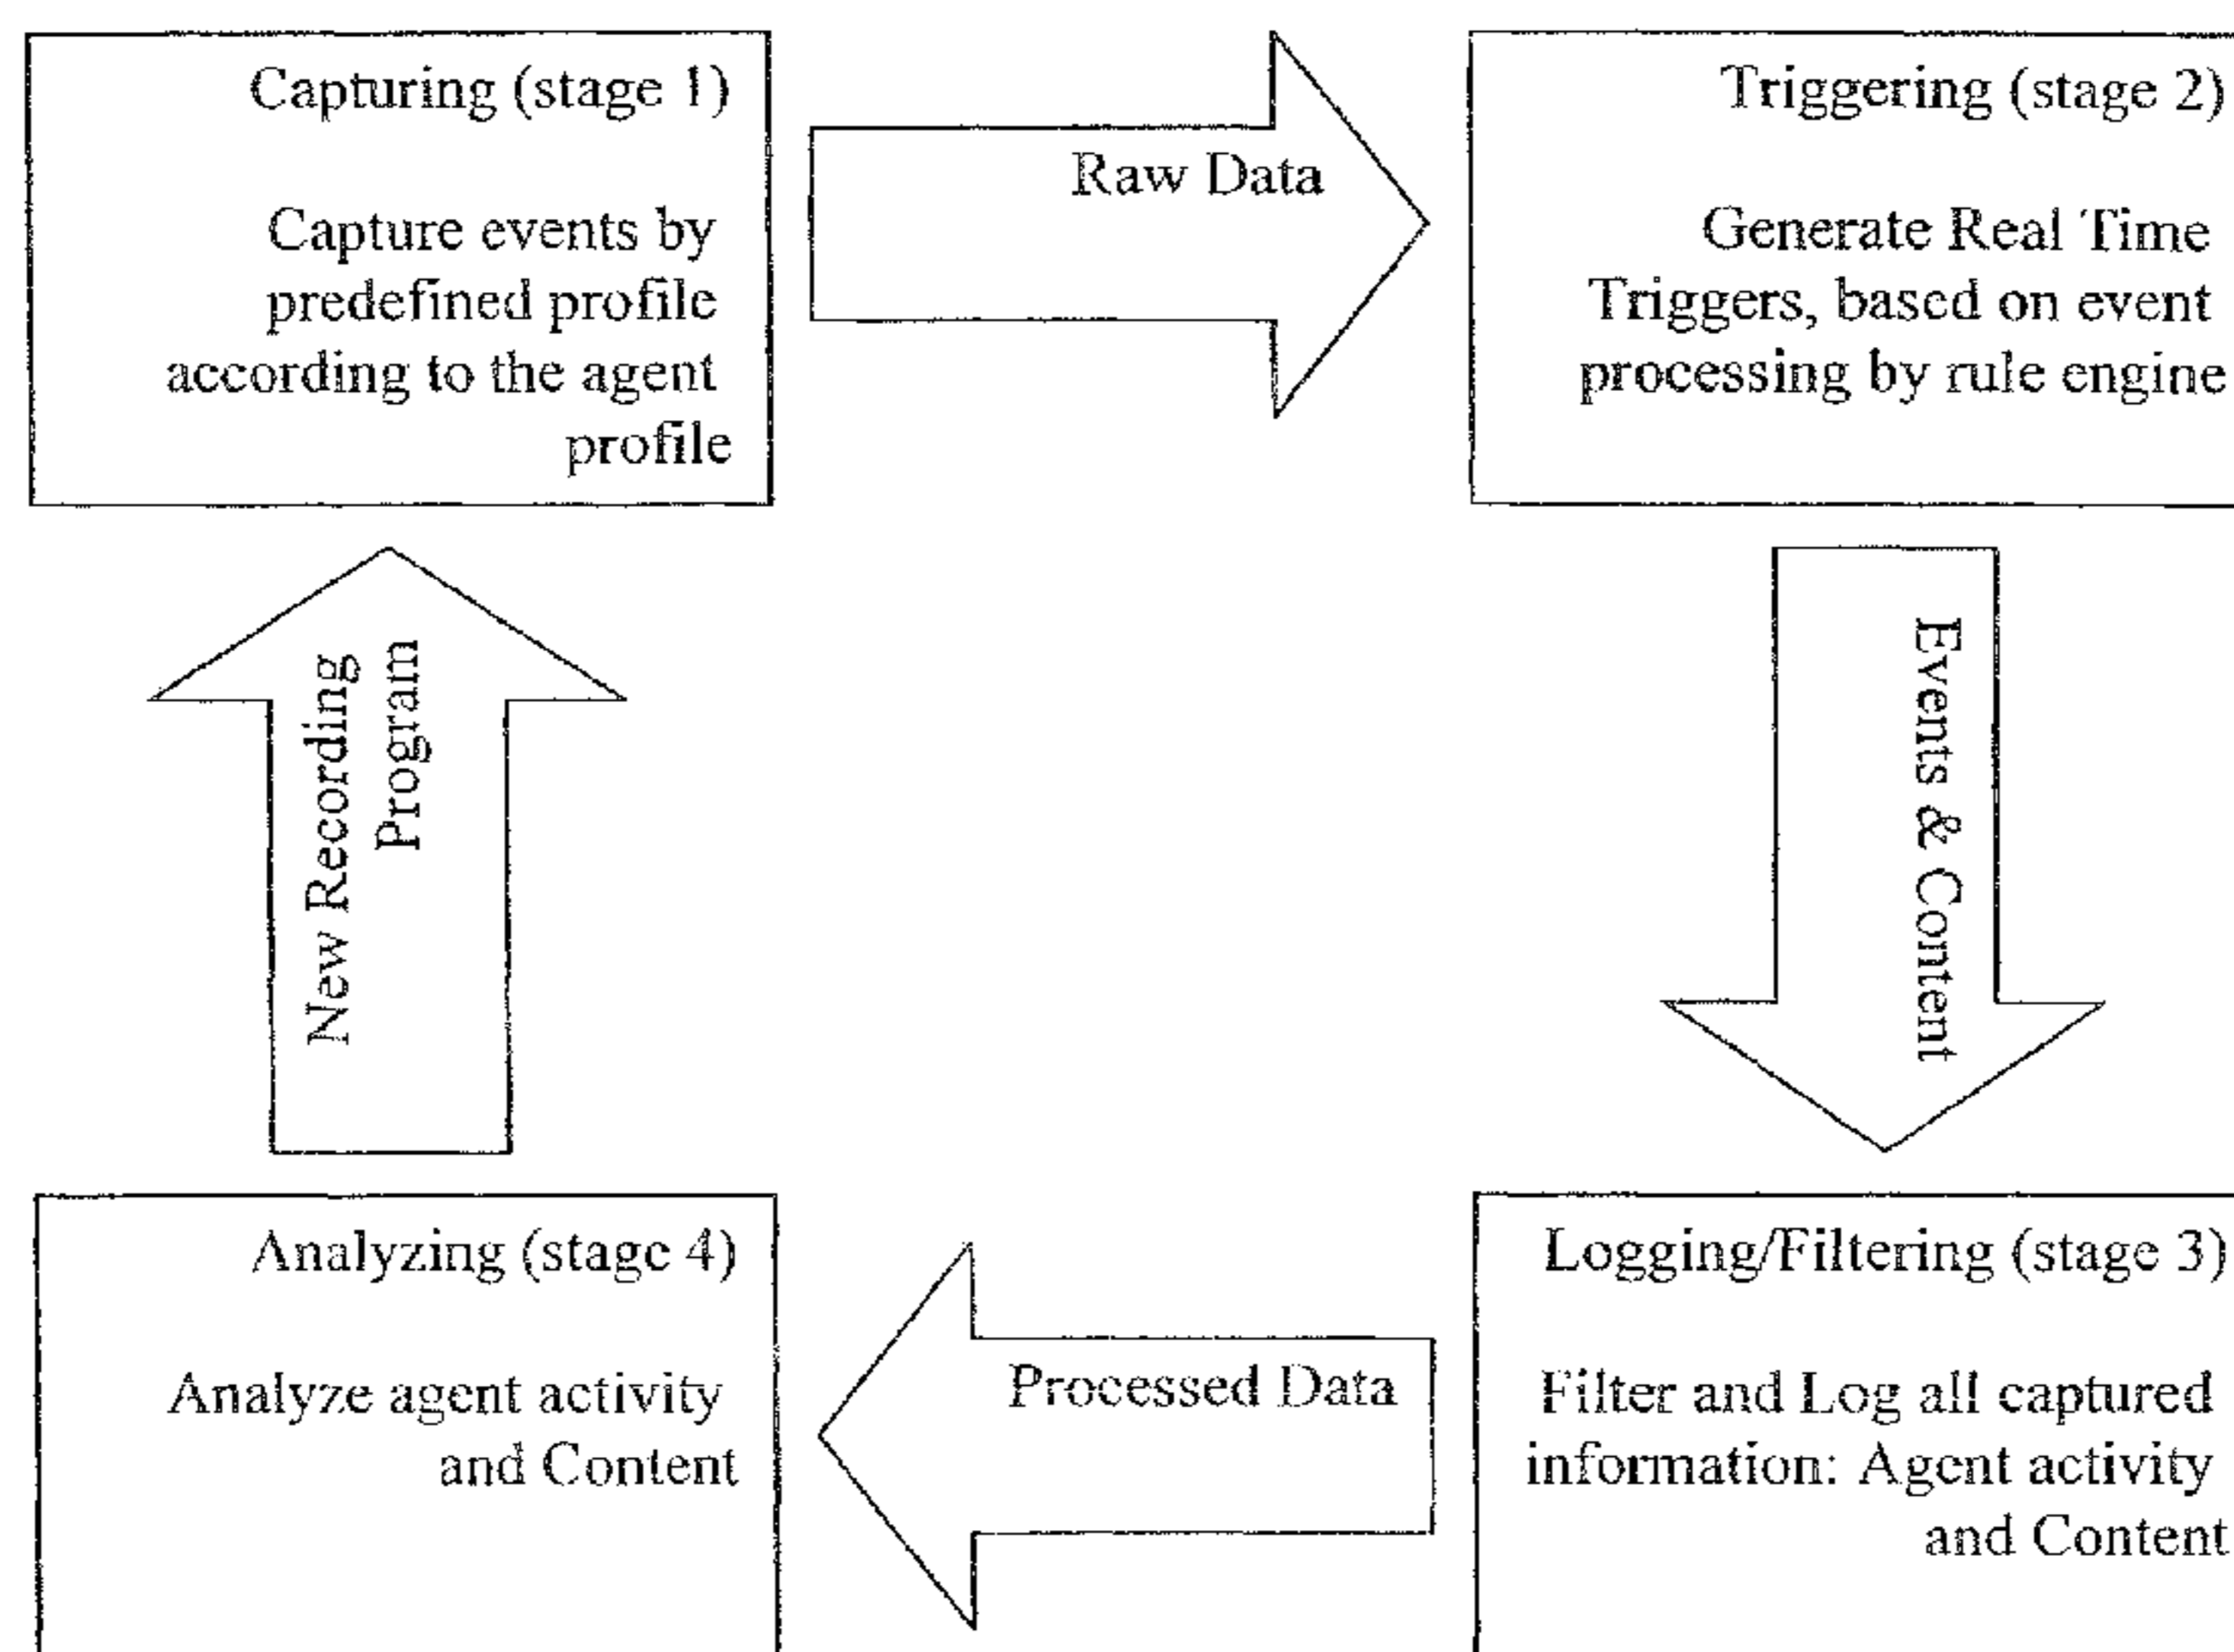 Capturing (stage 1)
Capture events by
predefined profile
according to the agent
profile
Raw Data
Triggering (stage 2)
Generate Real Time
Triggers, based on event
processing by rule engine
Events & Content
Logging/Filtering (stage 3)
Filter and Log all captured
information: Agent activity
and Content
Processed Data
Analyzing (stage 4)
Analyze agent activity
and Content
New Recording
Program